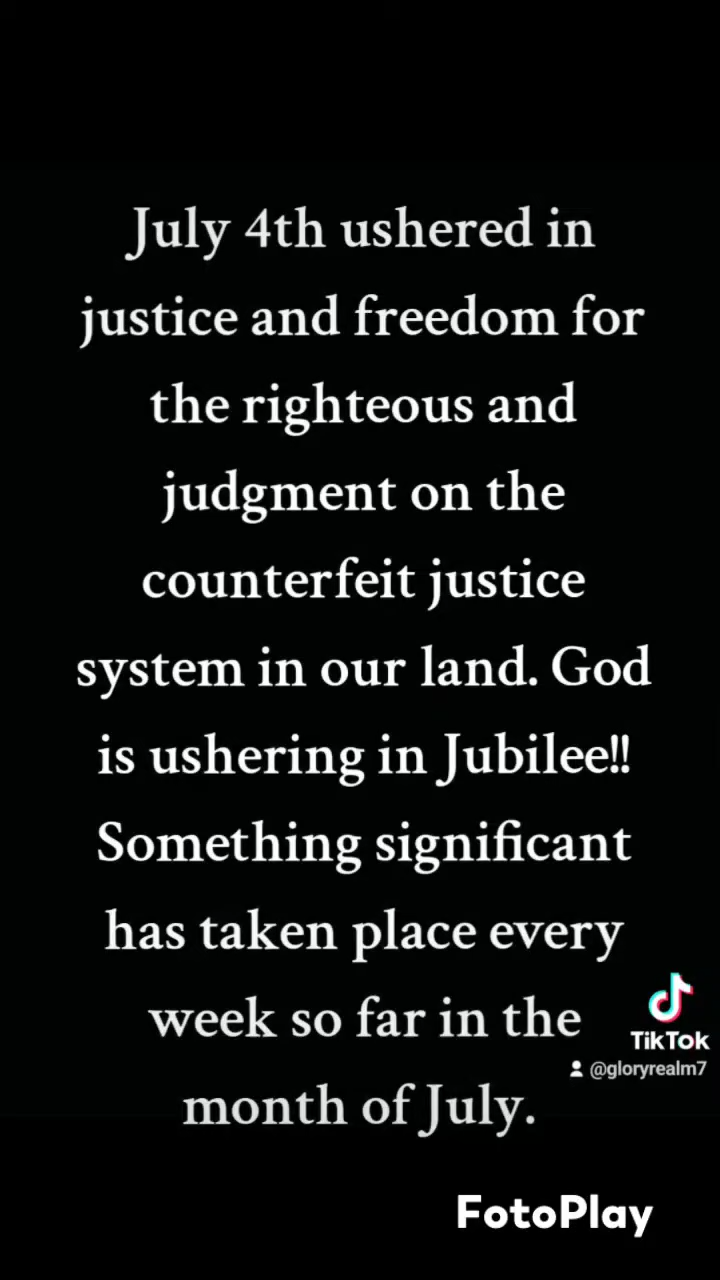 July 4th ushered in
justice and freedom for
the righteous and
judgment on the
counterfeit justice
system in our land. God
is ushering in Jubilee!!
Something significant
has taken place every
week so far in the
month of July.
TikTok
@gloryrealm7
FotoPlay